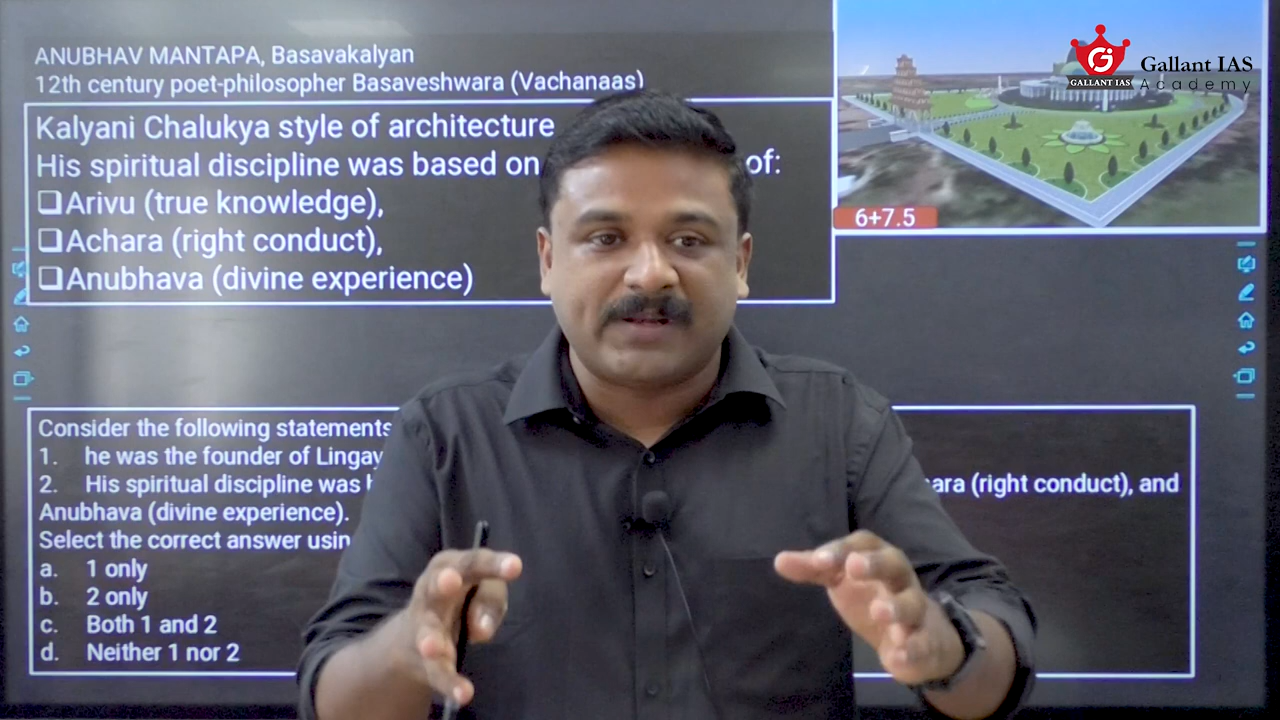 ANUBHAV MANTAPA, Basavakalyan
12th century poet-philosopher Basaveshwara (Vachanaas)
Kalyani Chalukya style of architecture
His spiritual discipline was based on of:
❑Arivu (true knowledge),
❑Achara (right conduct),
❑Anubhava (divine experience)
GALLANT IAS
Gallant IAS
Academy
6+7.5
Consider the following statements
1. he was the founder of
2. His spiritual discipline was (right conduct), and
Anubhava (divine experience).
Select the correct answer
a. 1 only
b. 2 only
c. Both 1 and 2
d. Neither 1 nor 2